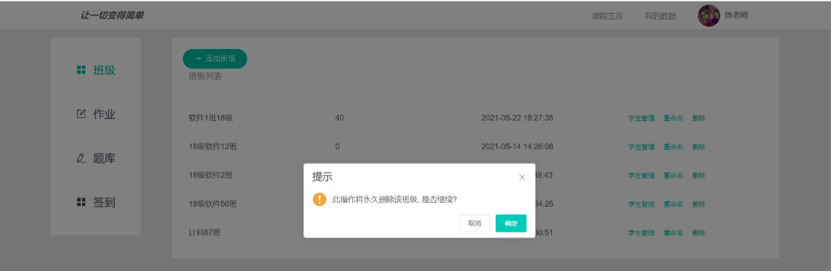 让一切变得简单 课程主页 我的数据 陈老师
班级
作业
题库
签到
+ 添加班级
班级列表
软件1班18级 40 2021-05-22 18:27:35 学生管理 重命名 删除
18级软件12班 0 2021-05-14 14:26:08 学生管理 重命名 删除
18级软件2班 38:43 学生管理 重命名 删除
18级软件56班 54:25 学生管理 重命名 删除
计科67班 30:51 学生管理 重命名 删除
提示
此操作将永久删除该班级, 是否继续?
取消 确定